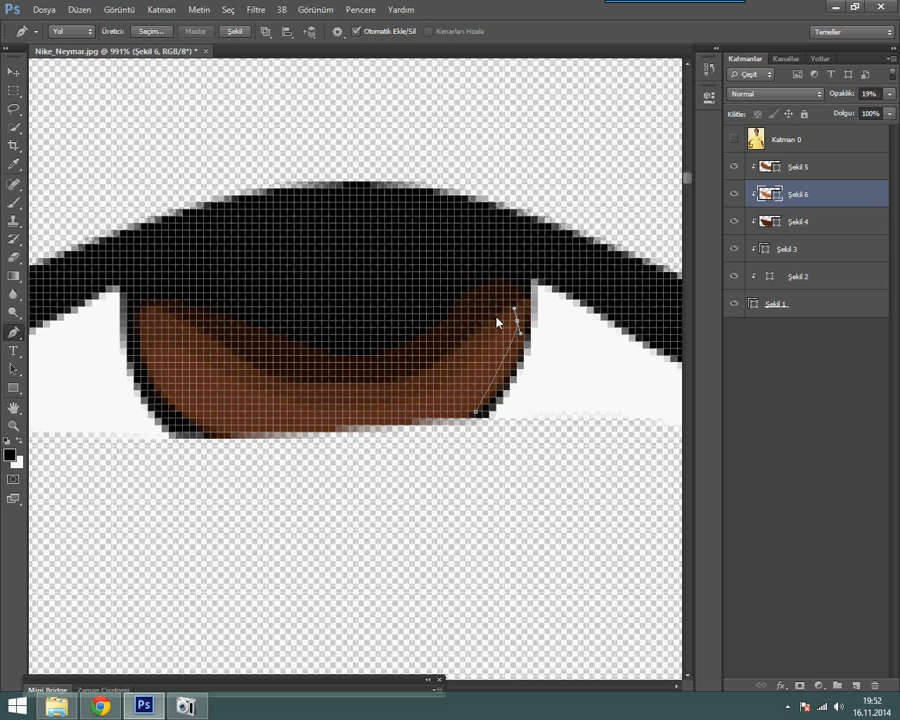 Ps Dosya Düzen Görüntü Katman Metin Seç Filtre 3B Görünüm Pencere Yardım
Yol Üretici: Seçim... Maske Şekil Otomatik Ekle/Sil Kenarları Hizala Temeller
Nike_Neymar.jpg @ 991% (Şekil 6, RGB/8*) * ×
Katmanlar Kanallar Yollar
Çeşit
Normal Opaklık: 19%
Kilitle: Dolgu: 100%
Katman 0
Şekil 5
Şekil 6
Şekil 4
Şekil 3
Şekil 2
Şekil 1
Mini Bridge Zaman Çizelgesi
Ps
19:52
16.11.2014